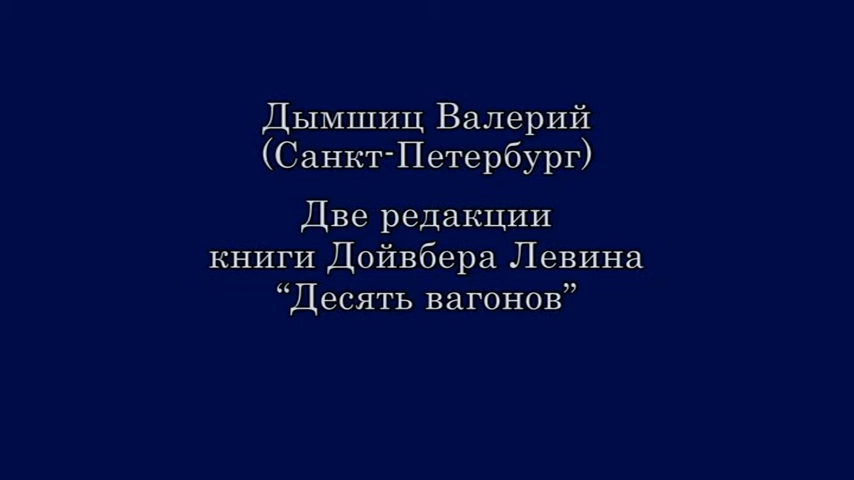 Дымшиц Валерий
(Санкт-Петербург)
Две редакции
книги Дойвбера Левина
“Десять вагонов”